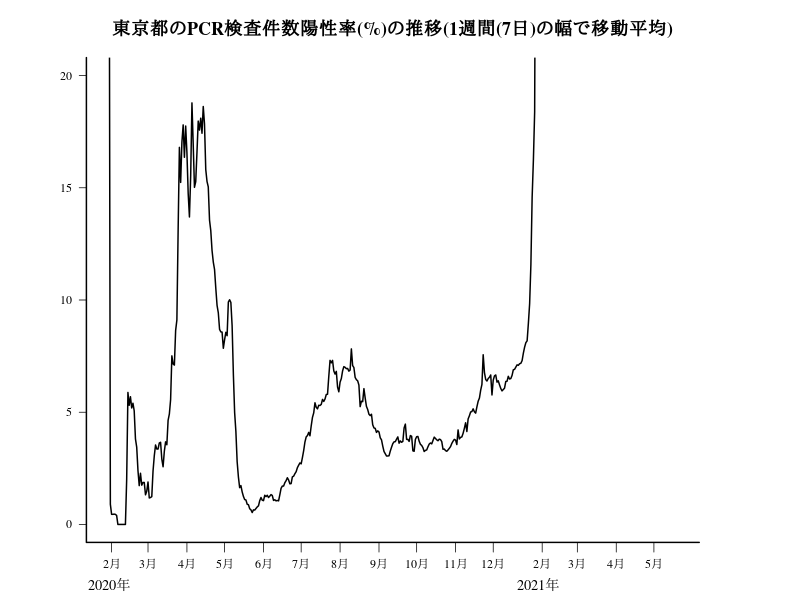 東京都のPCR検査件数陽性率(%)の推移(1週間(7日)の幅で移動平均)
20
15
10
5
0
2月 3月 4月 5月 6月 7月 8月 9月 10月 11月 12月 2月 3月 4月 5月
2020年 2021年